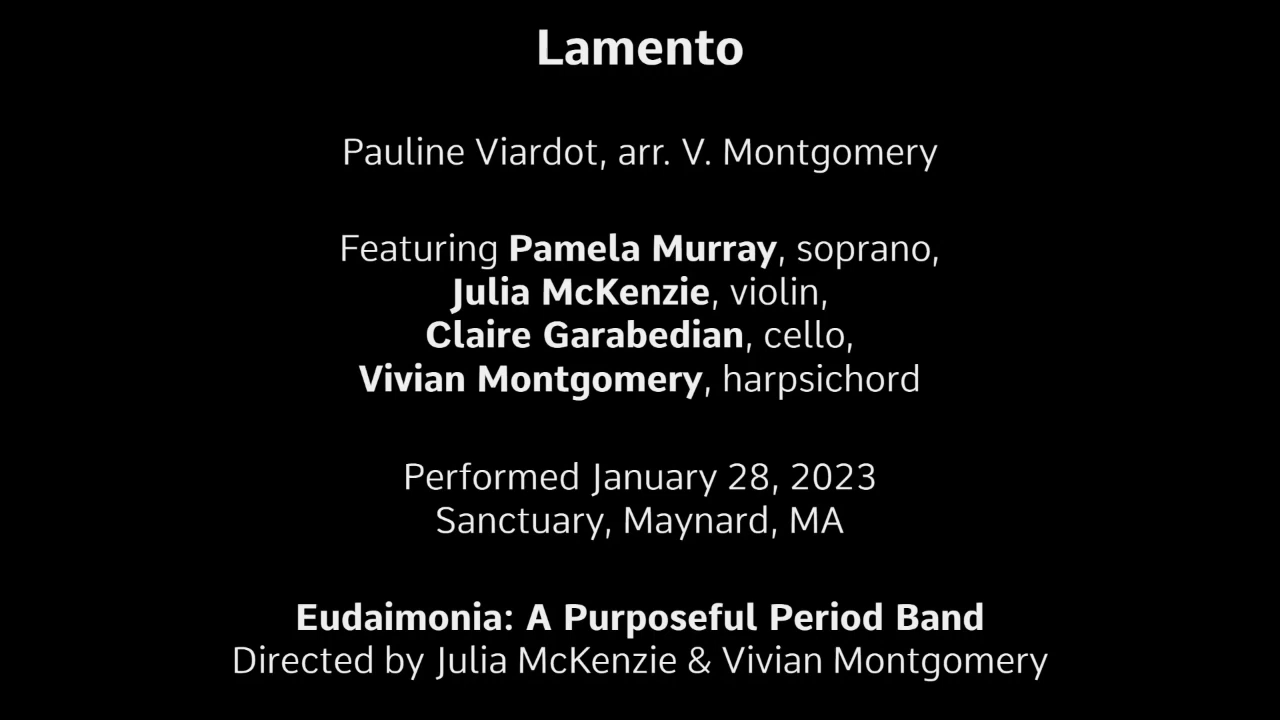 Lamento
Pauline Viardot, arr. V. Montgomery
Featuring Pamela Murray, soprano,
Julia McKenzie, violin,
Claire Garabedian, cello,
Vivian Montgomery, harpsichord
Performed January 28, 2023
Sanctuary, Maynard, MA
Eudaimonia: A Purposeful Period Band
Directed by Julia McKenzie & Vivian Montgomery